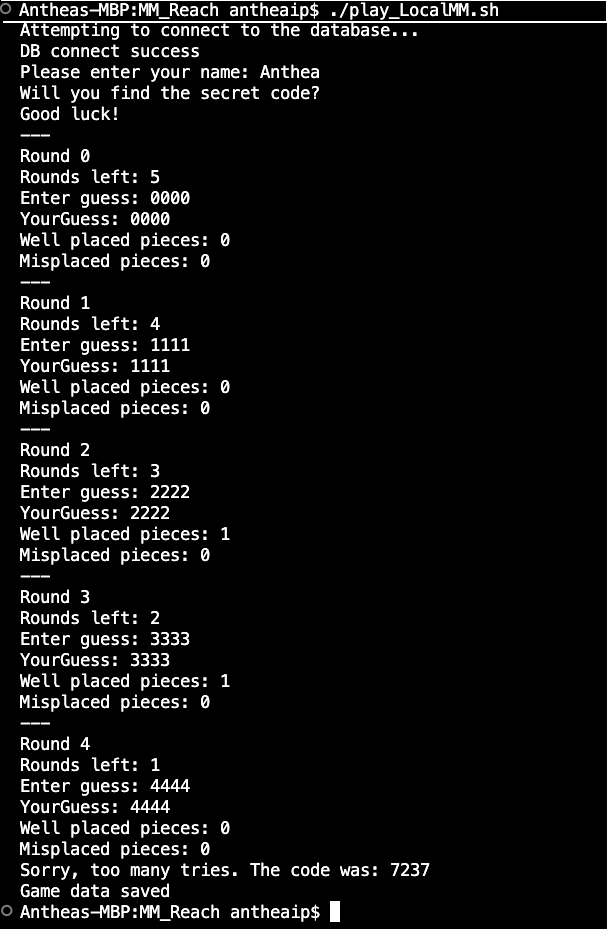 Antheas-MBP:MM_Reach antheaip$ ./play_LocalMM.sh
Attempting to connect to the database...
DB connect success
Please enter your name: Anthea
Will you find the secret code?
Good luck!
---
Round 0
Rounds left: 5
Enter guess: 0000
YourGuess: 0000
Well placed pieces: 0
Misplaced pieces: 0
---
Round 1
Rounds left: 4
Enter guess: 1111
YourGuess: 1111
Well placed pieces: 0
Misplaced pieces: 0
---
Round 2
Rounds left: 3
Enter guess: 2222
YourGuess: 2222
Well placed pieces: 1
Misplaced pieces: 0
---
Round 3
Rounds left: 2
Enter guess: 3333
YourGuess: 3333
Well placed pieces: 1
Misplaced pieces: 0
---
Round 4
Rounds left: 1
Enter guess: 4444
YourGuess: 4444
Well placed pieces: 0
Misplaced pieces: 0
Sorry, too many tries. The code was: 7237
Game data saved
Antheas-MBP:MM_Reach antheaip$